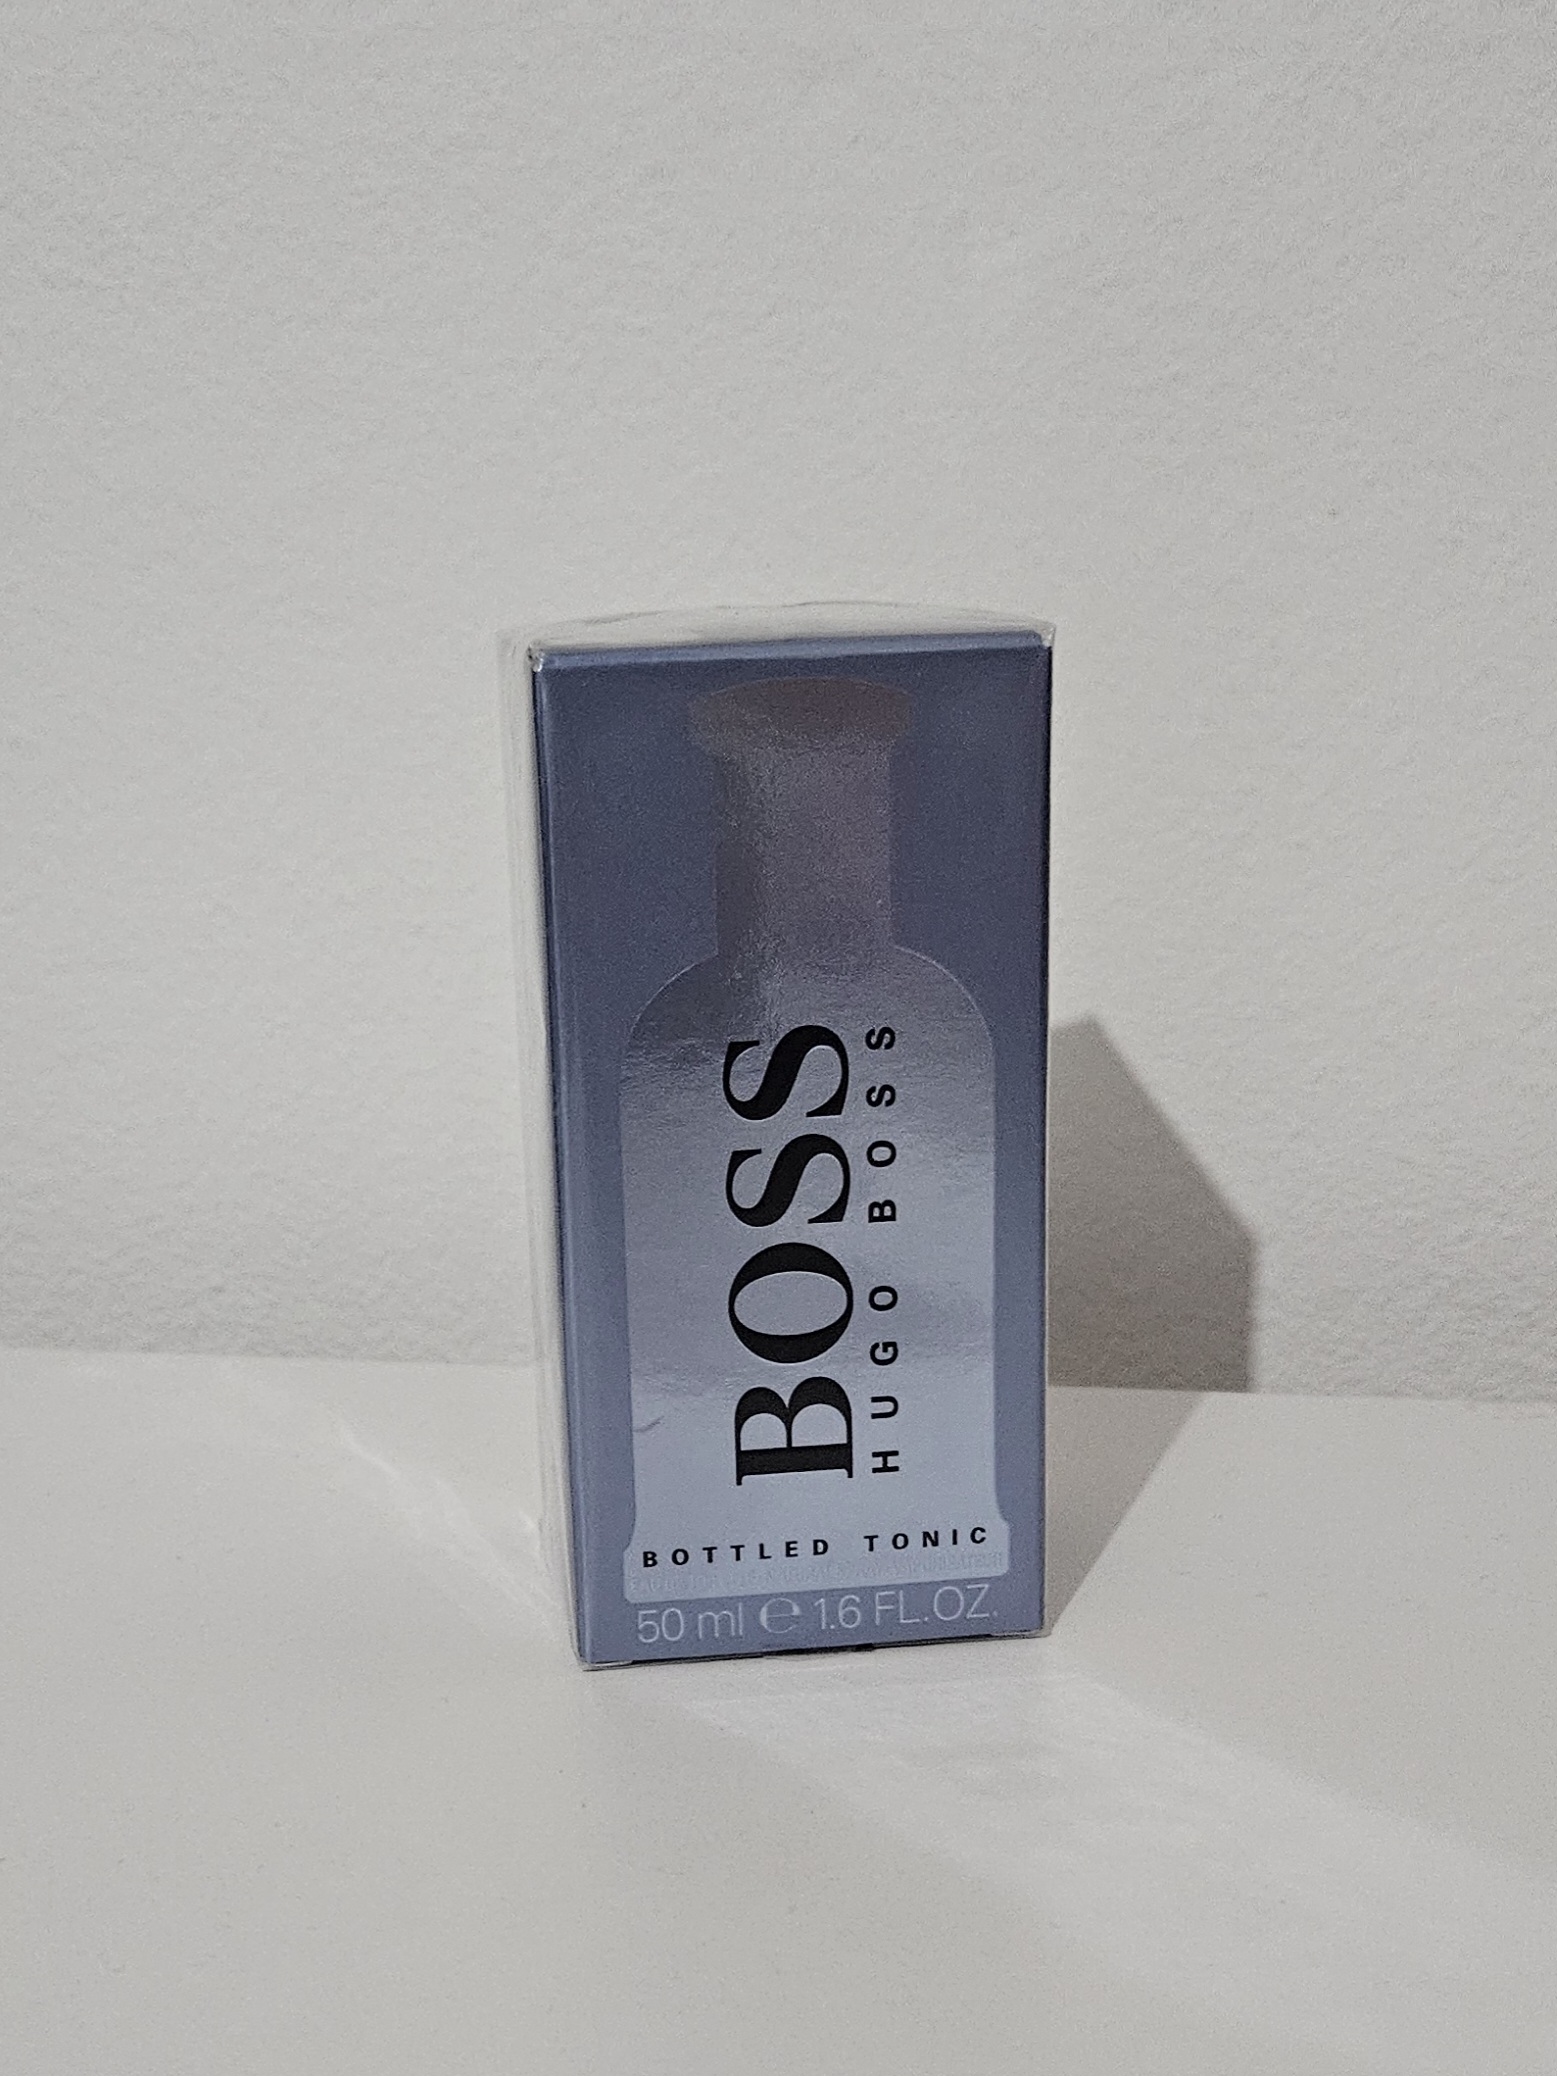 BOSS
HUGO BOSS
BOTTLED TONIC
50 ml ℮ 1.6 FL.OZ.